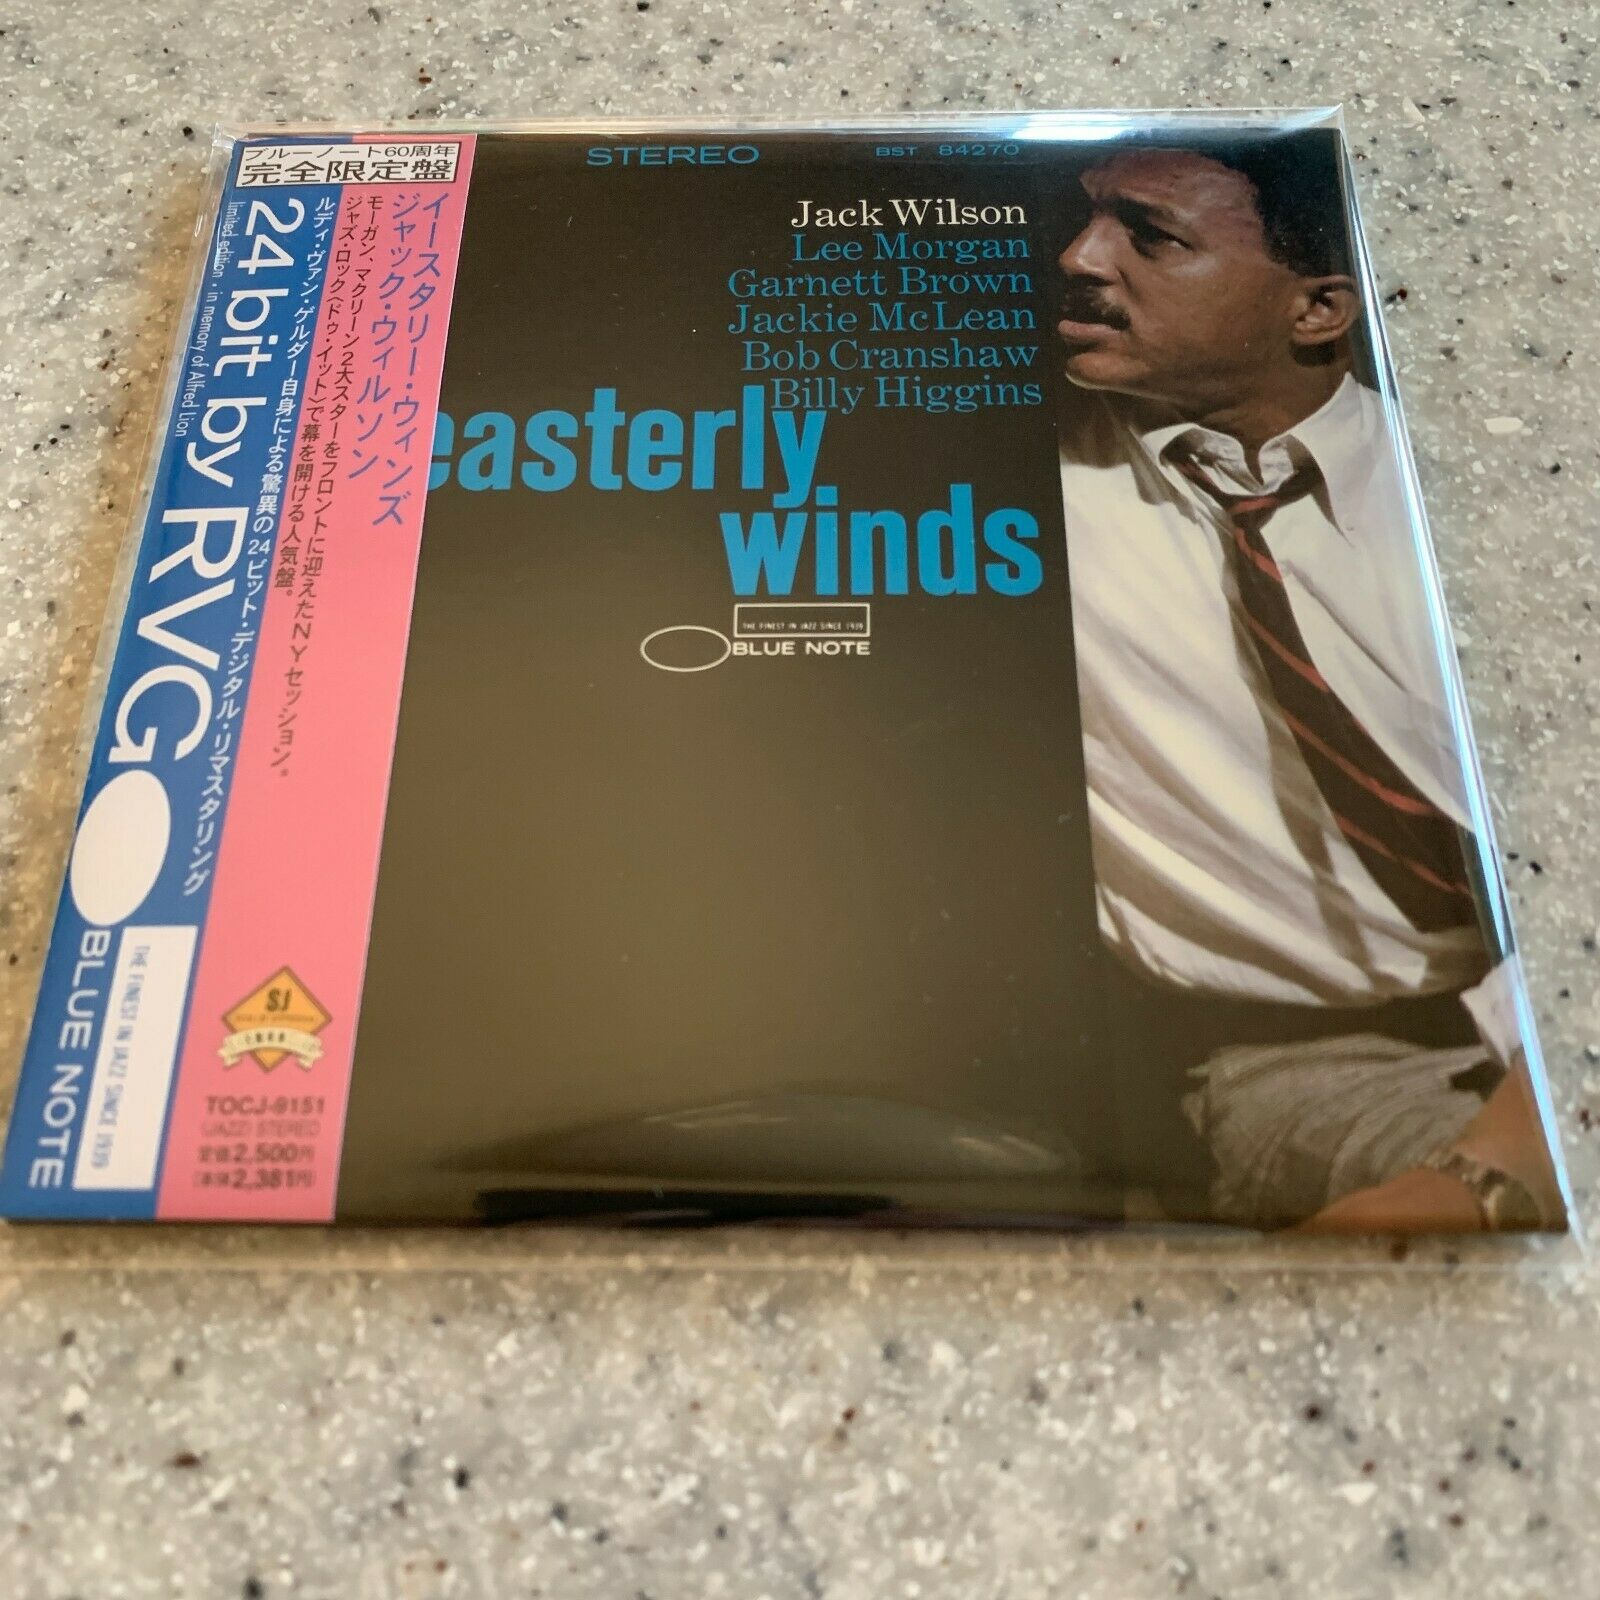 ブルーノート60周年
完全限定盤
limited edition・in memory of Alfred Lion
24 bit by RVG
ルディ・ヴァン・ゲルダー自身による驚異の24ビット・デジタル・リマスタリング
BLUE NOTE
THE FINEST IN JAZZ SINCE 1939
イースタリー・ウィンズ
ジャック・ウィルソン
モーガン、マクリーン2大スターをフロントに迎えたNYセッション。
ジャズ・ロック〈ドゥ・イット〉で幕を開ける人気盤。
SJ
TOCJ-9151
(JAZZ) STEREO
定価2,500円
(本体2,381円)
STEREO
BST 84270
Jack Wilson
Lee Morgan
Garnett Brown
Jackie McLean
Bob Cranshaw
Billy Higgins
easterly
winds
THE FINEST IN JAZZ SINCE 1939
BLUE NOTE